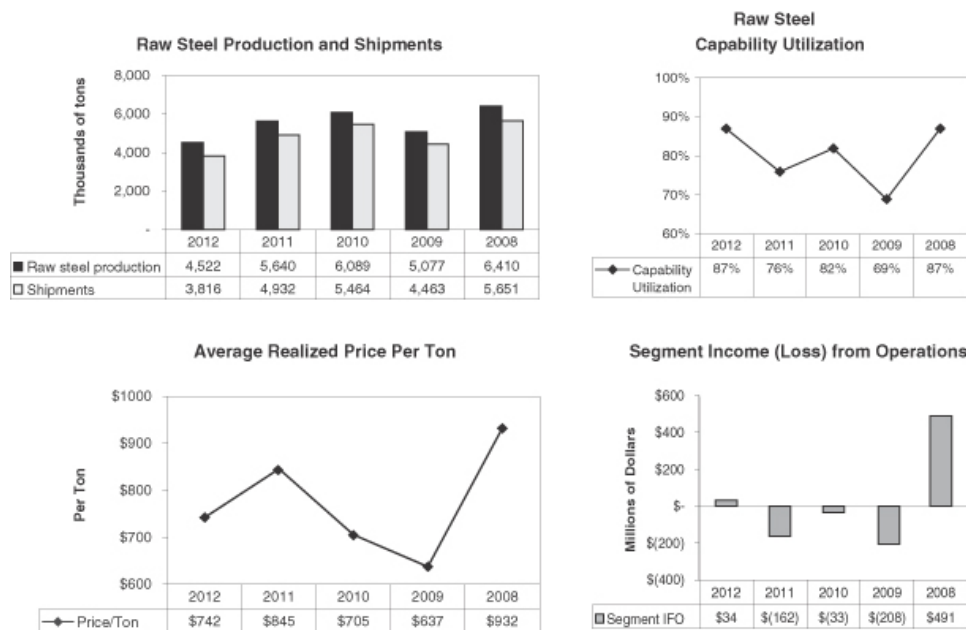 Raw Steel Production and Shipments
Thousands of tons
8,000
6,000
4,000
2,000
-
2012 2011 2010 2009 2008
Raw steel production 4,522 5,640 6,089 5,077 6,410
Shipments 3,816 4,932 5,464 4,463 5,651
Raw Steel
Capability Utilization
100%
90%
80%
70%
60%
2012 2011 2010 2009 2008
Capability 87% 76% 82% 69% 87%
Utilization
Average Realized Price Per Ton
Per Ton
$1000
$900
$800
$700
$600
2012 2011 2010 2009 2008
Price/Ton $742 $845 $705 $637 $932
Segment Income (Loss) from Operations
Millions of Dollars
$600
$400
$200
$-
$(200)
$(400)
2012 2011 2010 2009 2008
Segment IFO $34 $(162) $(33) $(208) $491